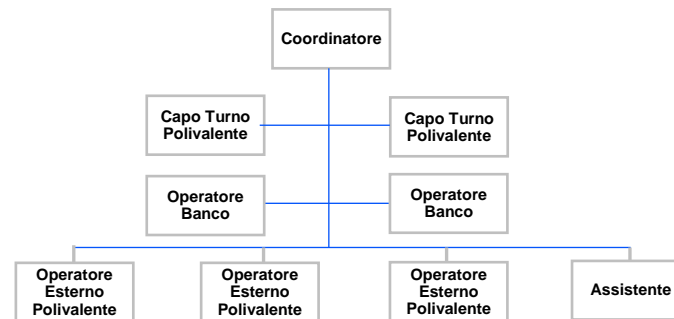 Coordinatore
Capo Turno
Polivalente
Capo Turno
Polivalente
Operatore
Banco
Operatore
Banco
Operatore
Esterno
Polivalente
Operatore
Esterno
Polivalente
Operatore
Esterno
Polivalente
Assistente